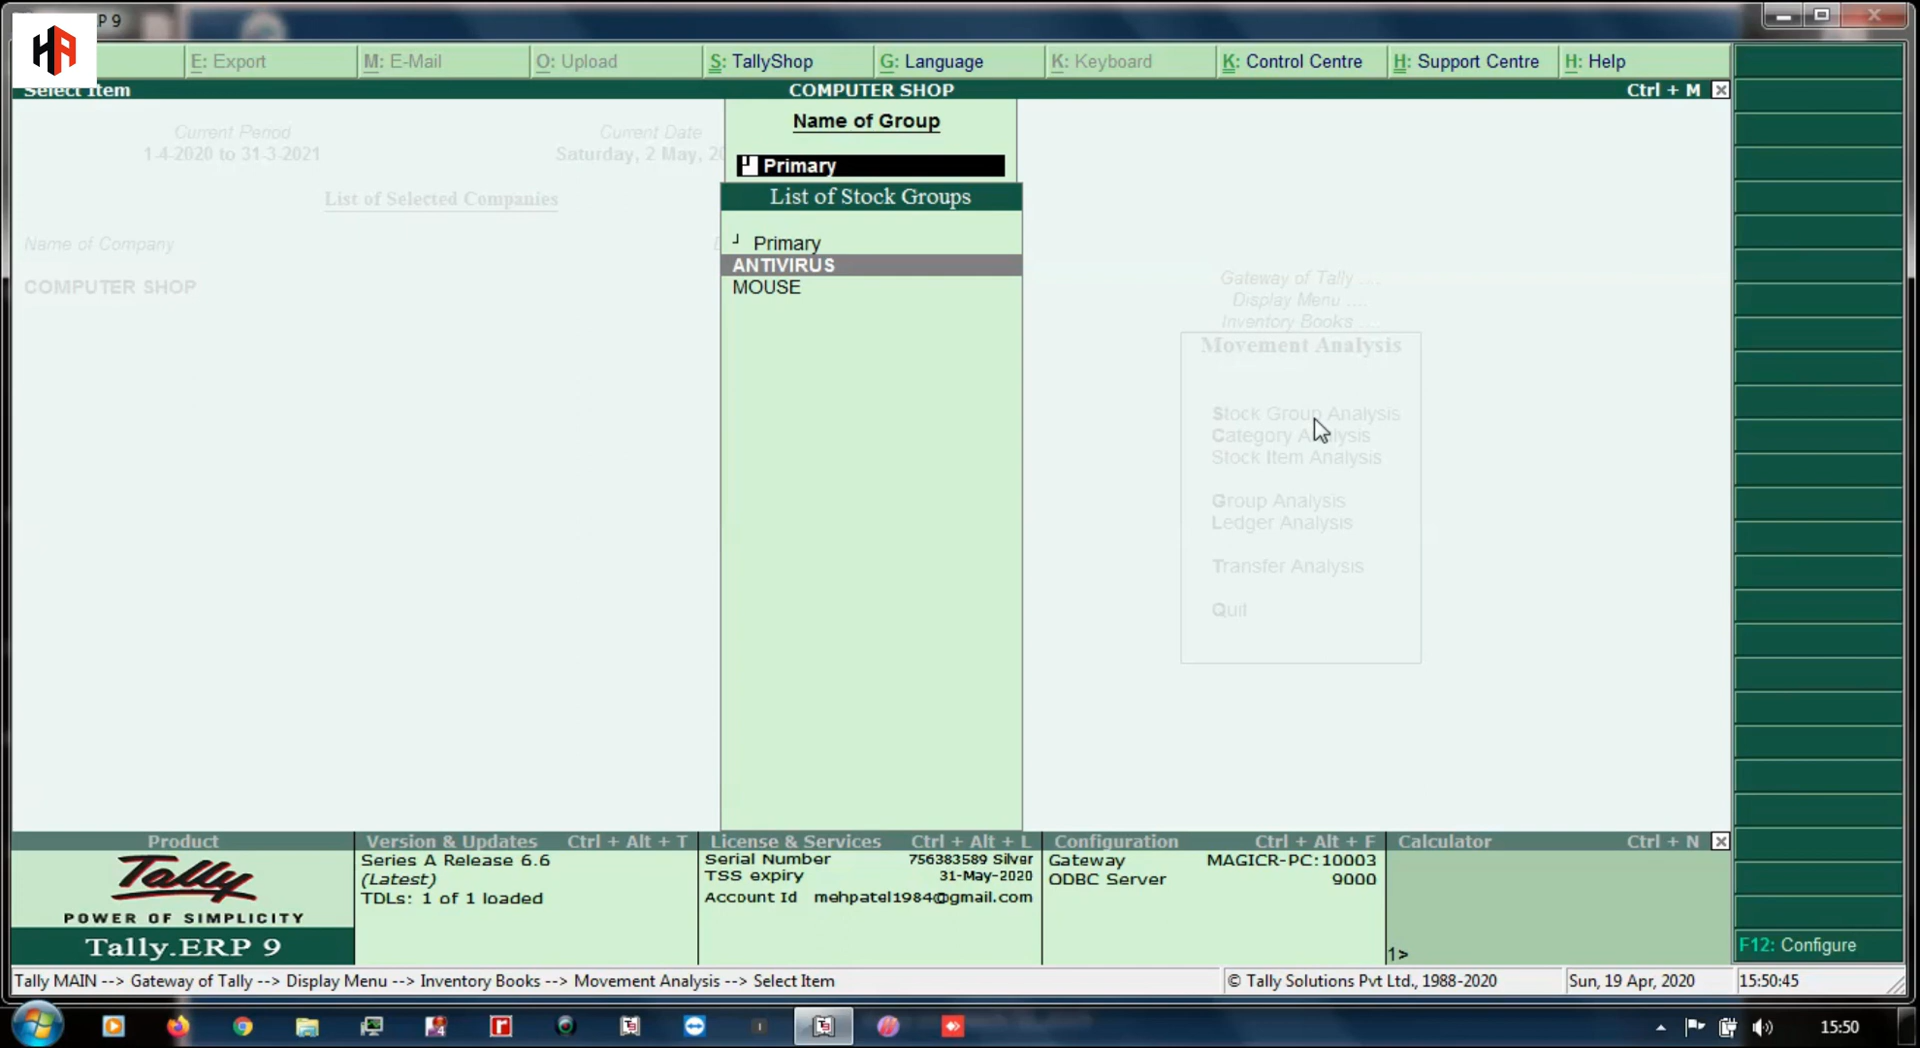 P 9
HA
E: Export
M: E-Mail
O: Upload
S: TallyShop
G: Language
K: Keyboard
K: Control Centre
H: Support Centre
H: Help
Select Item
COMPUTER SHOP
Ctrl + M
Current Period
1-4-2020 to 31-3-2021
Current Date
Saturday, 2 May, 20
List of Selected Companies
Name of Company
COMPUTER SHOP
Name of Group
Primary
List of Stock Groups
Primary
ANTIVIRUS
MOUSE
Gateway of Tally . . .
Display Menu ....
Inventory Books ....
Movement Analysis
Stock Group Analysis
Category Analysis
Stock Item Analysis
Group Analysis
Ledger Analysis
Transfer Analysis
Quit
Product
Tally
POWER OF SIMPLICITY
Tally.ERP 9
Version & Updates Ctrl + Alt + T
Series A Release 6.6
(Latest)
TDLs: 1 of 1 loaded
License & Services Ctrl + Alt + L
Serial Number 756383589 Silver
TSS expiry 31-May-2020
Account Id mehpatel1984@gmail.com
Configuration Ctrl + Alt + F
Gateway MAGICR-PC:10003
ODBC Server 9000
Calculator Ctrl + N
1>
F12: Configure
Tally MAIN --> Gateway of Tally --> Display Menu --> Inventory Books --> Movement Analysis --> Select Item
© Tally Solutions Pvt Ltd., 1988-2020
Sun, 19 Apr, 2020
15:50:45
15:50